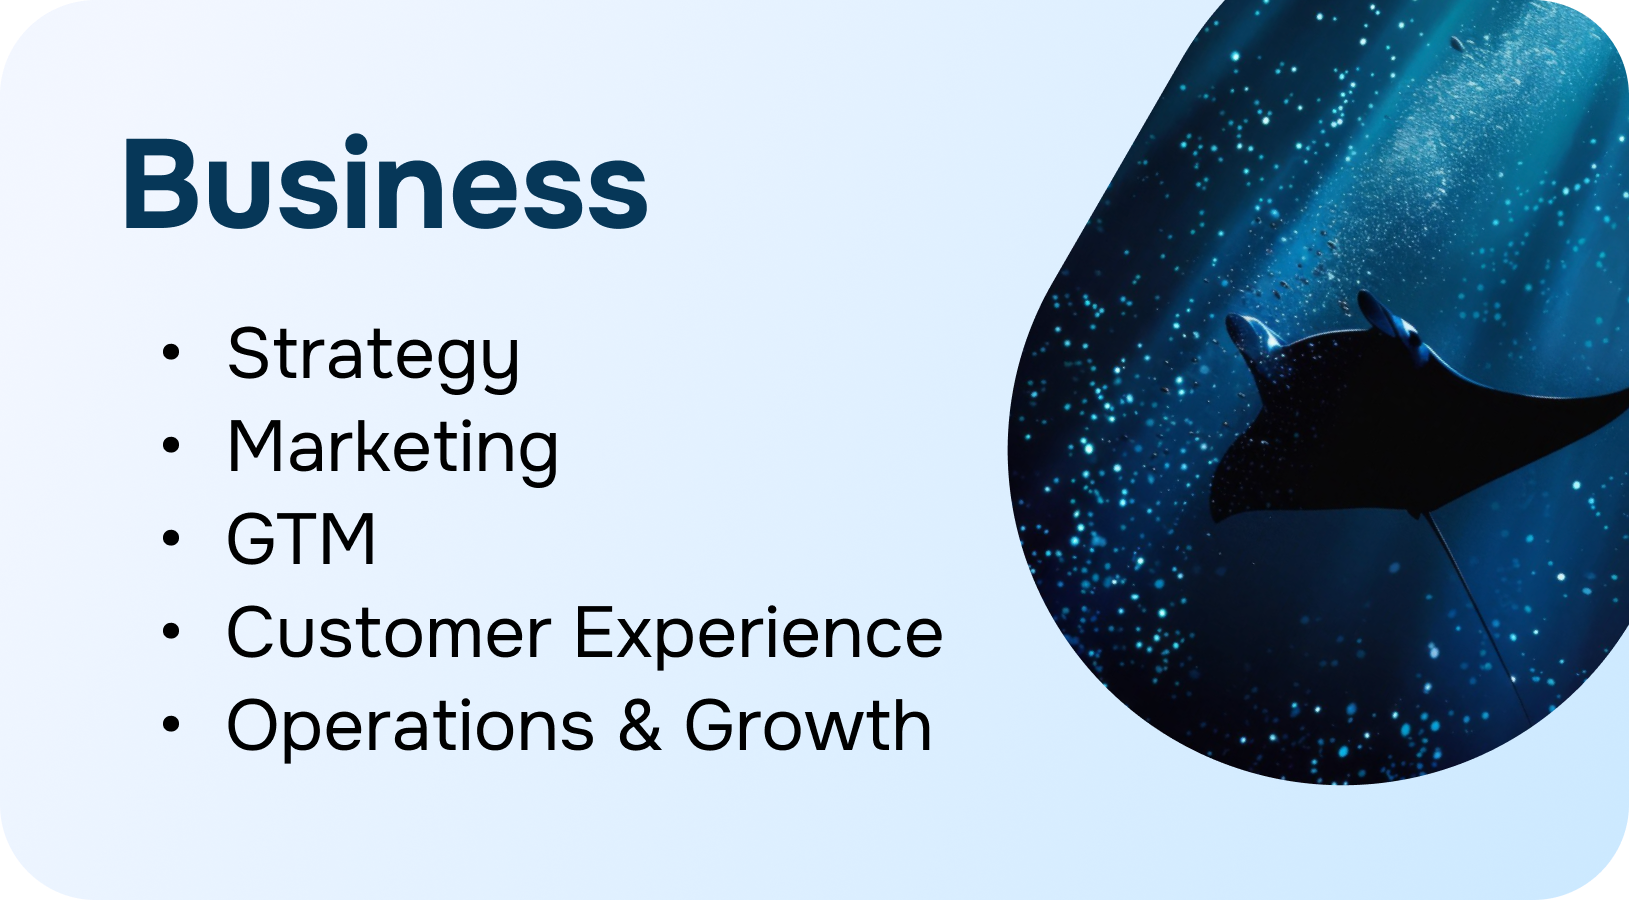 Business
• Strategy
• Marketing
• GTM
• Customer Experience
• Operations & Growth